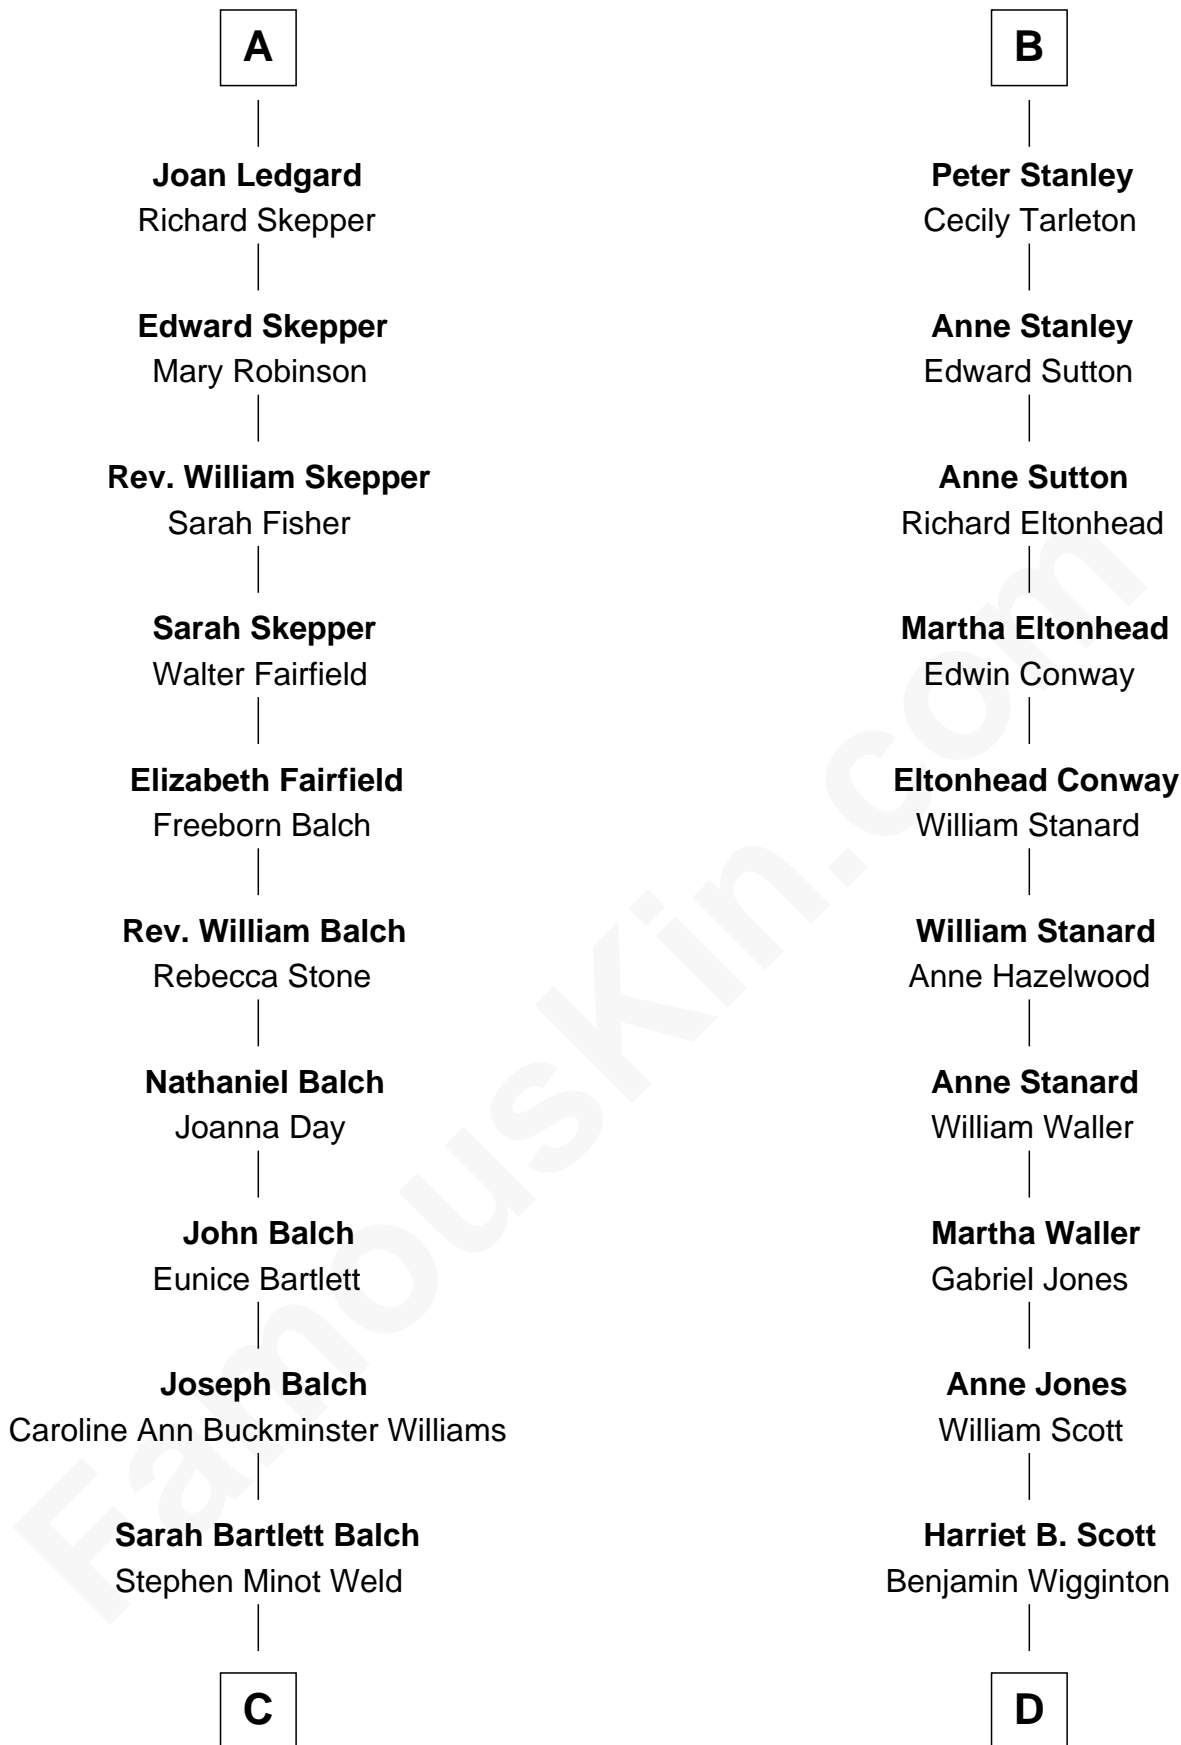 A
Joan Ledgard
Richard Skepper
Edward Skepper
Mary Robinson
Rev. William Skepper
Sarah Fisher
Sarah Skepper
Walter Fairfield
Elizabeth Fairfield
Freeborn Balch
Rev. William Balch
Rebecca Stone
Nathaniel Balch
Joanna Day
John Balch
Eunice Bartlett
Joseph Balch
Caroline Ann Buckminster Williams
Sarah Bartlett Balch
Stephen Minot Weld
C
B
Peter Stanley
Cecily Tarleton
Anne Stanley
Edward Sutton
Anne Sutton
Richard Eltonhead
Martha Eltonhead
Edwin Conway
Eltonhead Conway
William Stanard
William Stanard
Anne Hazelwood
Anne Stanard
William Waller
Martha Waller
Gabriel Jones
Anne Jones
William Scott
Harriet B. Scott
Benjamin Wigginton
D
FamousKin.com